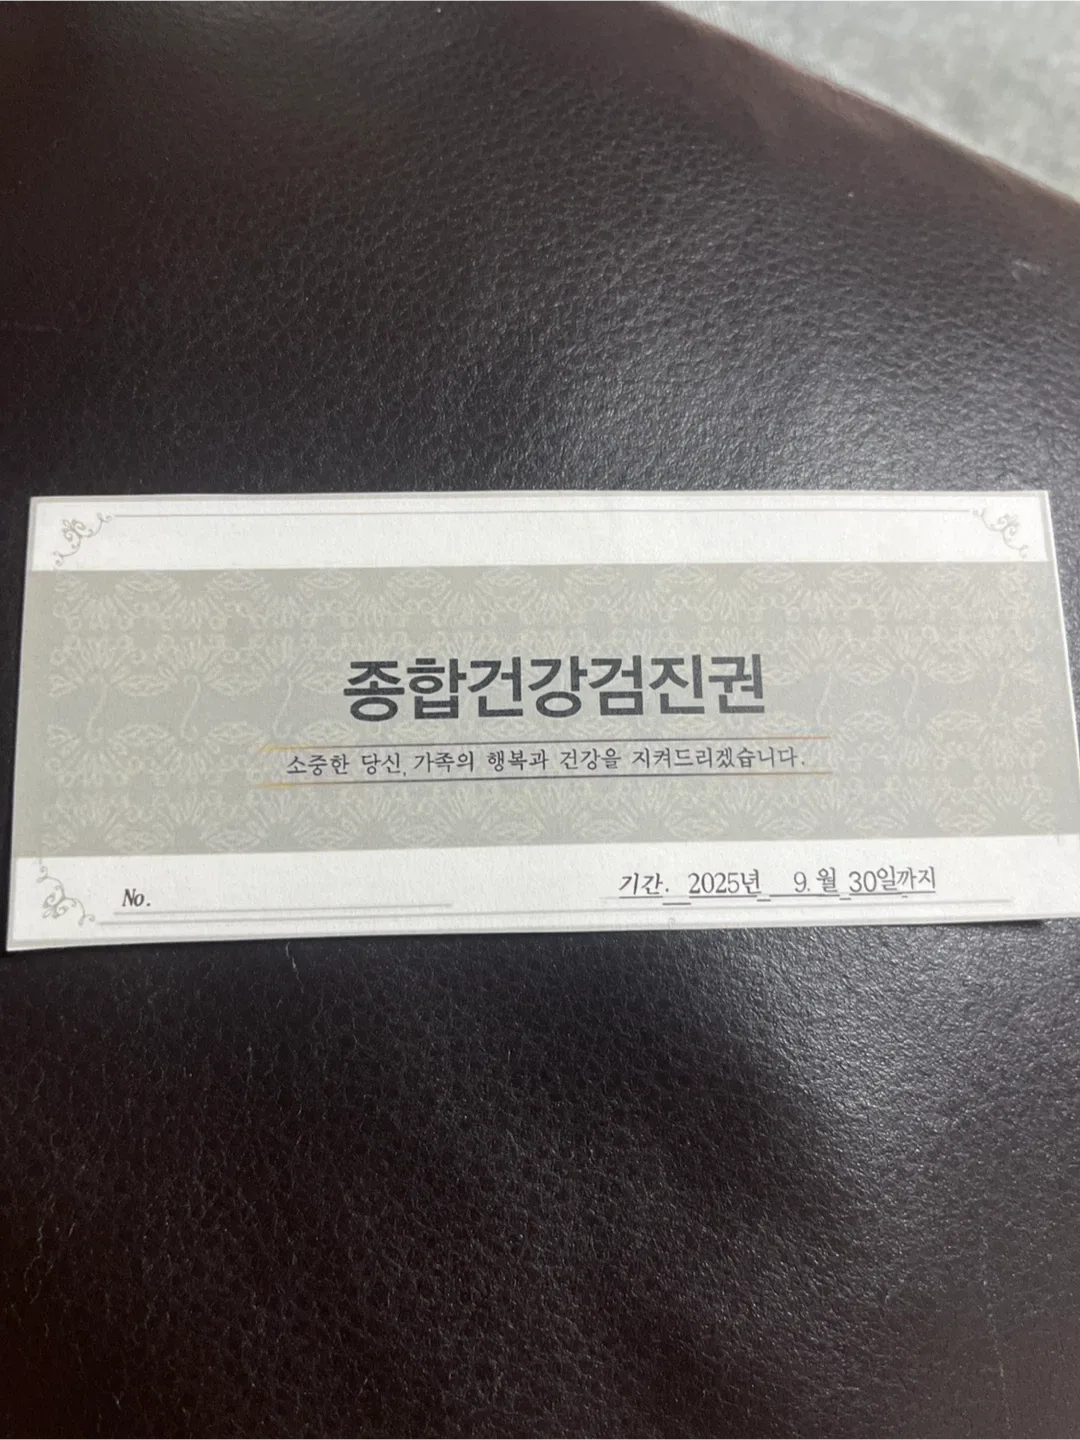 종합건강검진권
소중한 당신, 가족의 행복과 건강을 지켜드리겠습니다.
No.
기간. 2025년 9. 월 30일까지